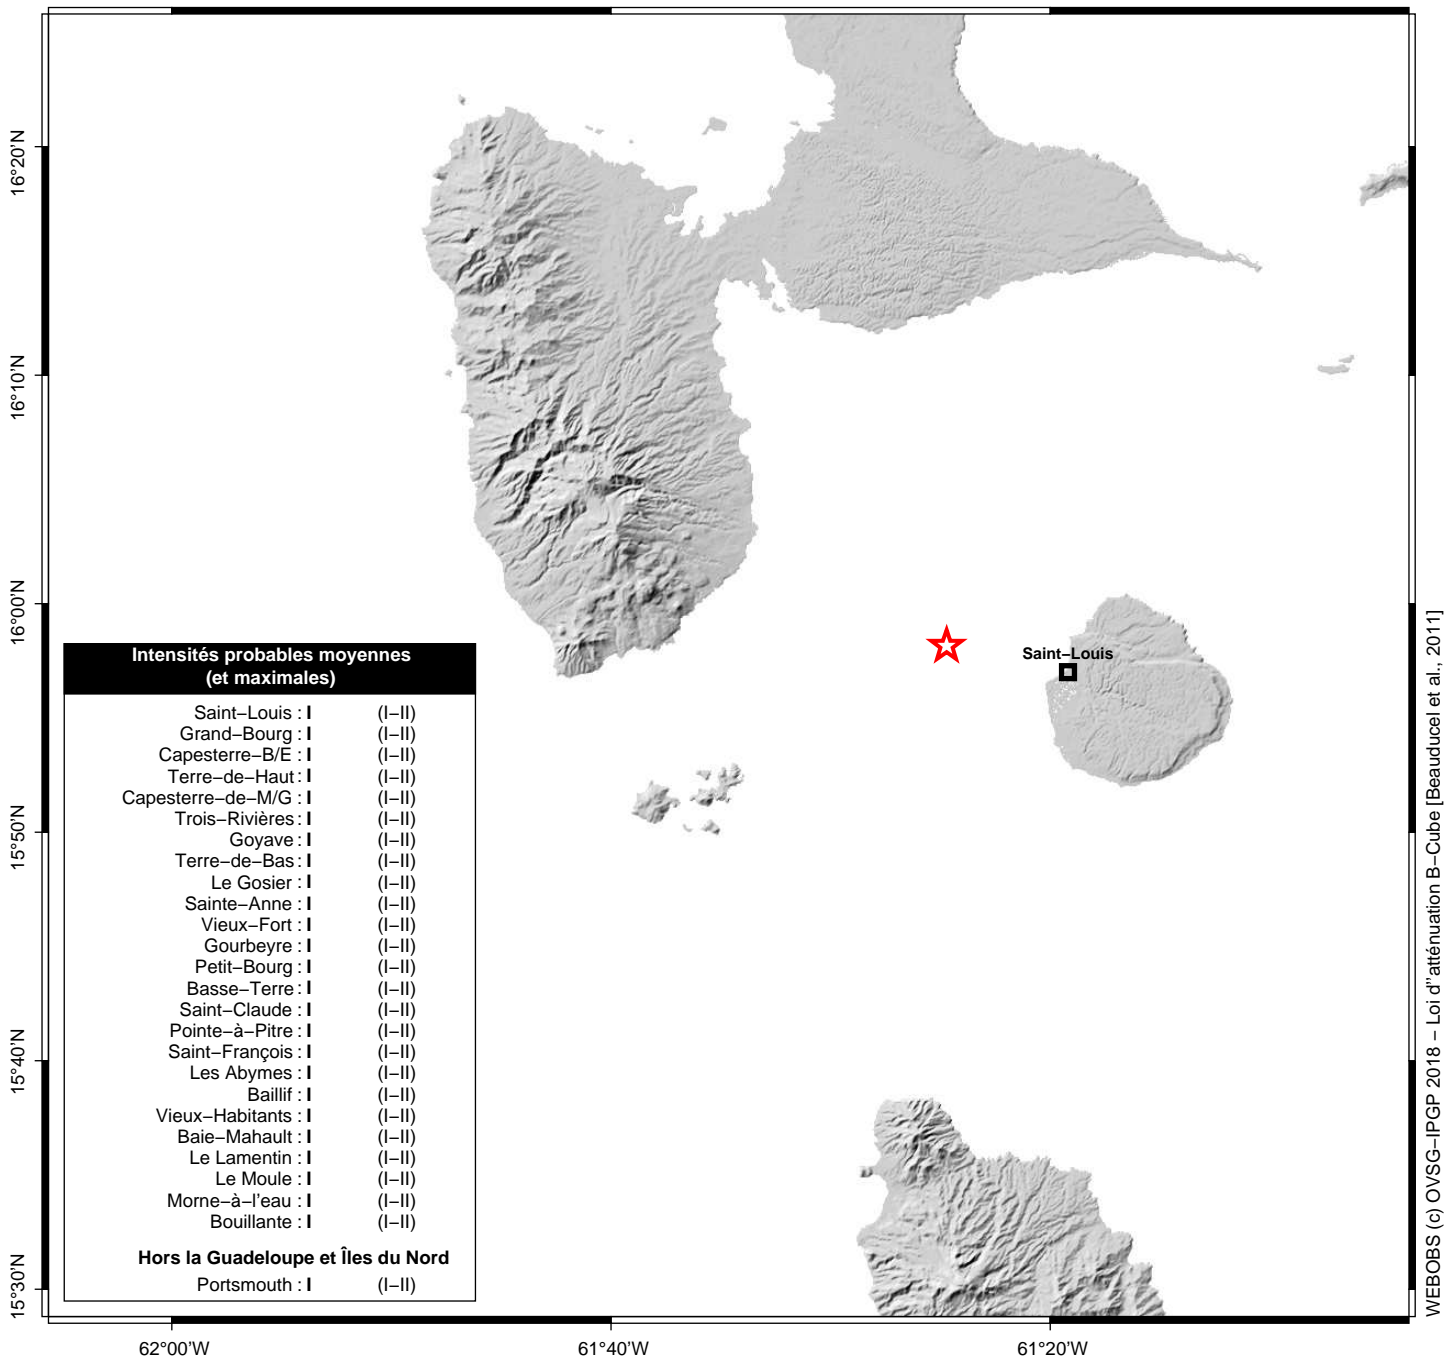 16°20'N
16°10'N
16°00'N
15°50'N
15°40'N
15°30'N
62°00'W
61°40'W
61°20'W
Saint–Louis
Intensités probables moyennes
(et maximales)
Saint–Louis : I (I–II)
Grand–Bourg : I (I–II)
Capesterre–B/E : I (I–II)
Terre–de–Haut : I (I–II)
Capesterre–de–M/G : I (I–II)
Trois–Rivières : I (I–II)
Goyave : I (I–II)
Terre–de–Bas : I (I–II)
Le Gosier : I (I–II)
Sainte–Anne : I (I–II)
Vieux–Fort : I (I–II)
Gourbeyre : I (I–II)
Petit–Bourg : I (I–II)
Basse–Terre : I (I–II)
Saint–Claude : I (I–II)
Pointe–à–Pitre : I (I–II)
Saint–François : I (I–II)
Les Abymes : I (I–II)
Baillif : I (I–II)
Vieux–Habitants : I (I–II)
Baie–Mahault : I (I–II)
Le Lamentin : I (I–II)
Le Moule : I (I–II)
Morne–à–l'eau : I (I–II)
Bouillante : I (I–II)
Hors la Guadeloupe et Îles du Nord
Portsmouth : I (I–II)
WEBOBS (c) OVSG–IPGP 2018 – Loi d''atténuation B–Cube [Beauducel et al., 2011]